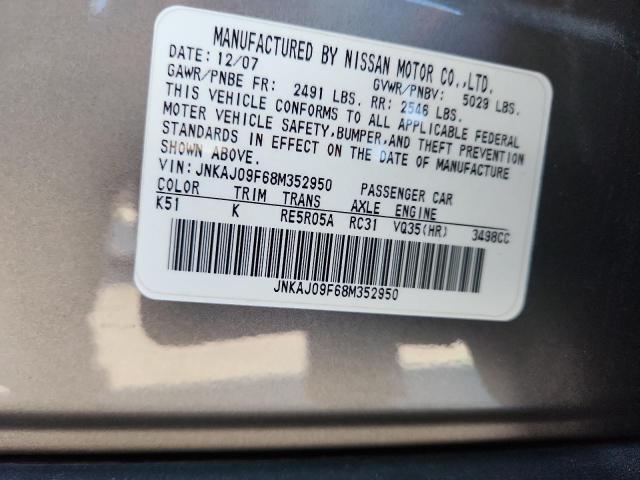 MANUFACTURED BY NISSAN MOTOR CO.,LTD.
DATE: 12/07 GVWR/PNBV: 5029 LBS.
GAWR/PNBE FR: 2491 LBS. RR: 2546 LBS.
THIS VEHICLE CONFORMS TO ALL APPLICABLE FEDERAL
MOTOR VEHICLE SAFETY,BUMPER,AND THEFT PREVENTION
STANDARDS IN EFFECT ON THE DATE OF MANUFACTURE
SHOWN ABOVE.
VIN: JNKAJ09F68M352950 PASSENGER CAR
COLOR TRIM TRANS AXLE ENGINE
K51 K RE5R05A RC31 VQ35(HR) 3498CC
JNKAJ09F68M352950